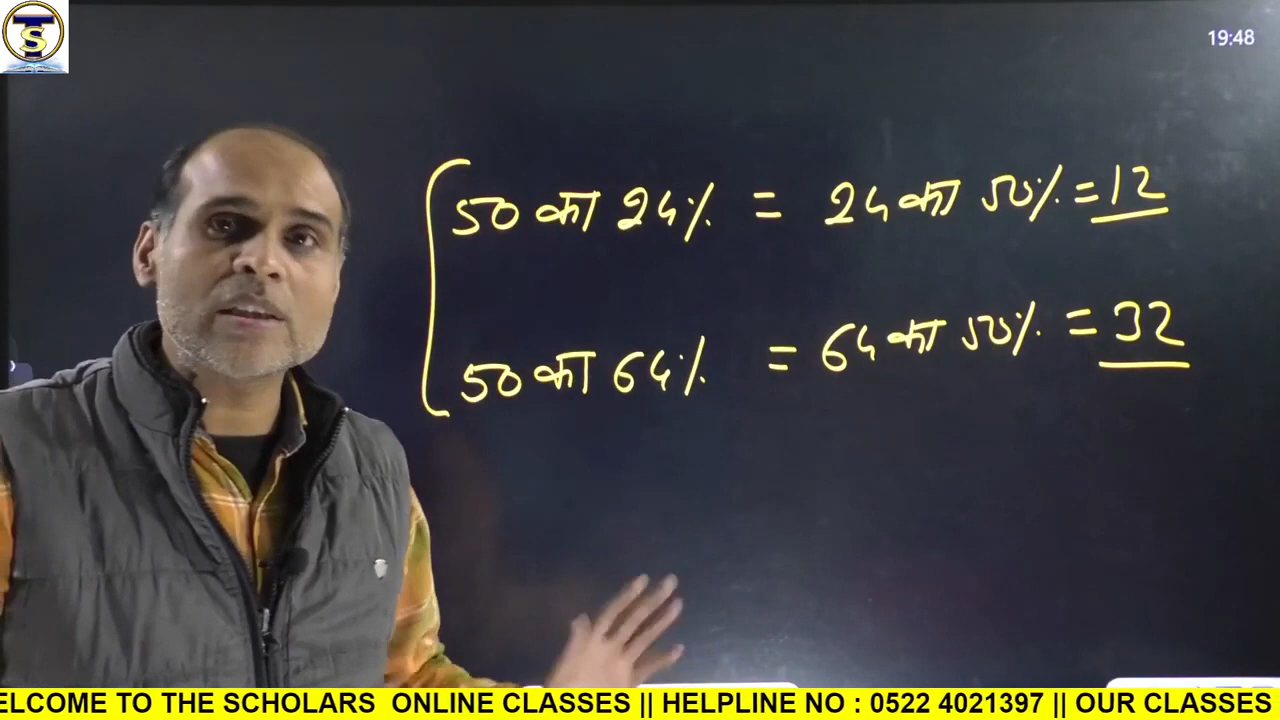 TS
19:48
50 का 24% = 24 का 50% = 12
50 का 64% = 64 का 50% = 32
ELCOME TO THE SCHOLARS ONLINE CLASSES || HELPLINE NO : 0522 4021397 || OUR CLASSES